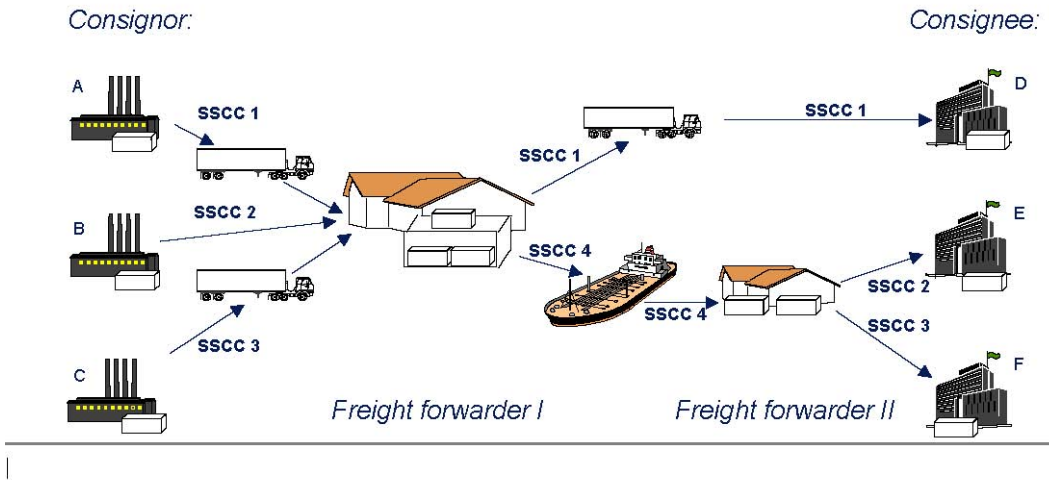 Consignor:
Consignee:
A
D
SSCC 1
SSCC 1
SSCC 1
B
SSCC 2
E
SSCC 4
SSCC 2
SSCC 4
SSCC 3
SSCC 3
C
F
Freight forwarder I
Freight forwarder II